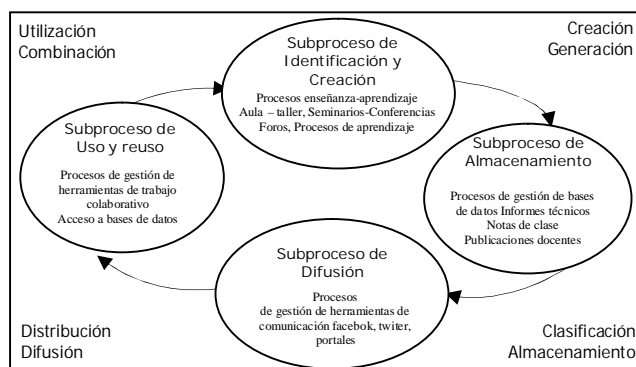 Utilización
Combinación
Creación
Generación
Subproceso de
Identificación y
Creación
Procesos enseñanza-aprendizaje
Aula – taller, Seminarios-Conferencias
Foros, Procesos de aprendizaje
Subproceso de
Uso y reuso
Procesos de gestión de
herramientas de trabajo
colaborativo
Acceso a bases de datos
Subproceso de
Almacenamiento
Procesos de gestión de bases
de datos Informes técnicos
Notas de clase
Publicaciones docentes
Subproceso de
Difusión
Procesos
de gestión de herramientas de
comunicación facebok, twiter,
portales
Distribución
Difusión
Clasificación
Almacenamiento